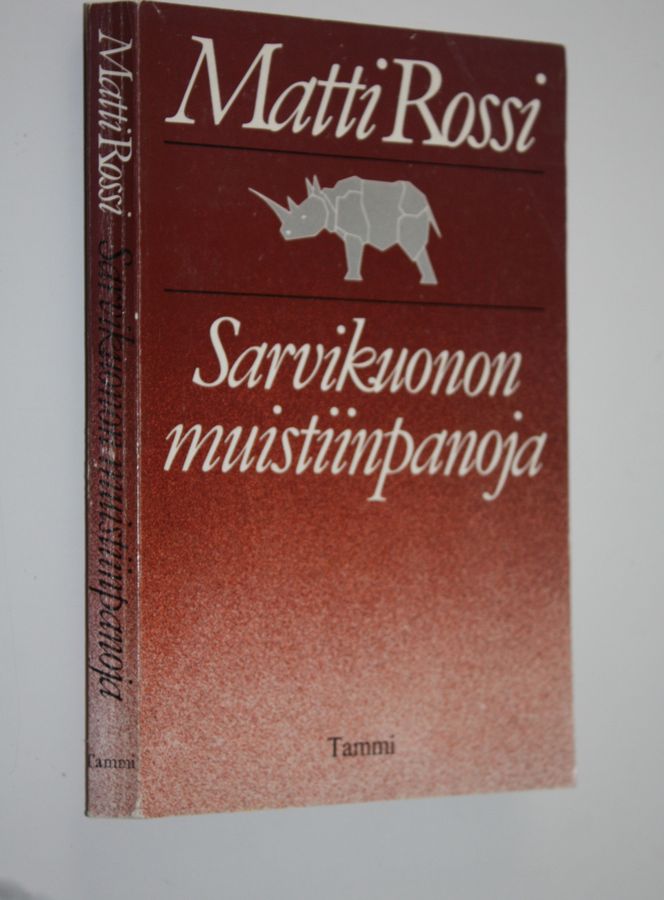 Matti Rossi
Sarvikuonon
muistiinpanoja
Tammi
Matti Rossi Sarvikuonon muistiinpanoja
Tammi